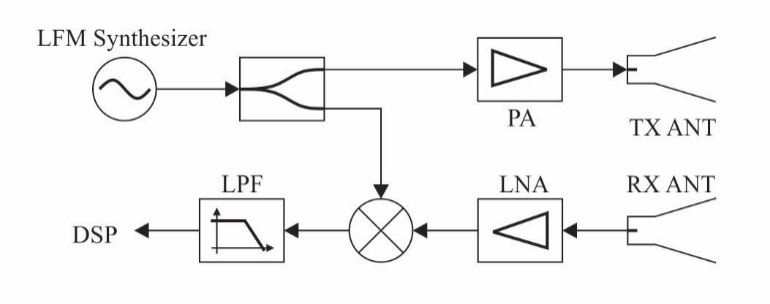 LFM Synthesizer
PA
TX ANT
LPF
LNA
RX ANT
DSP